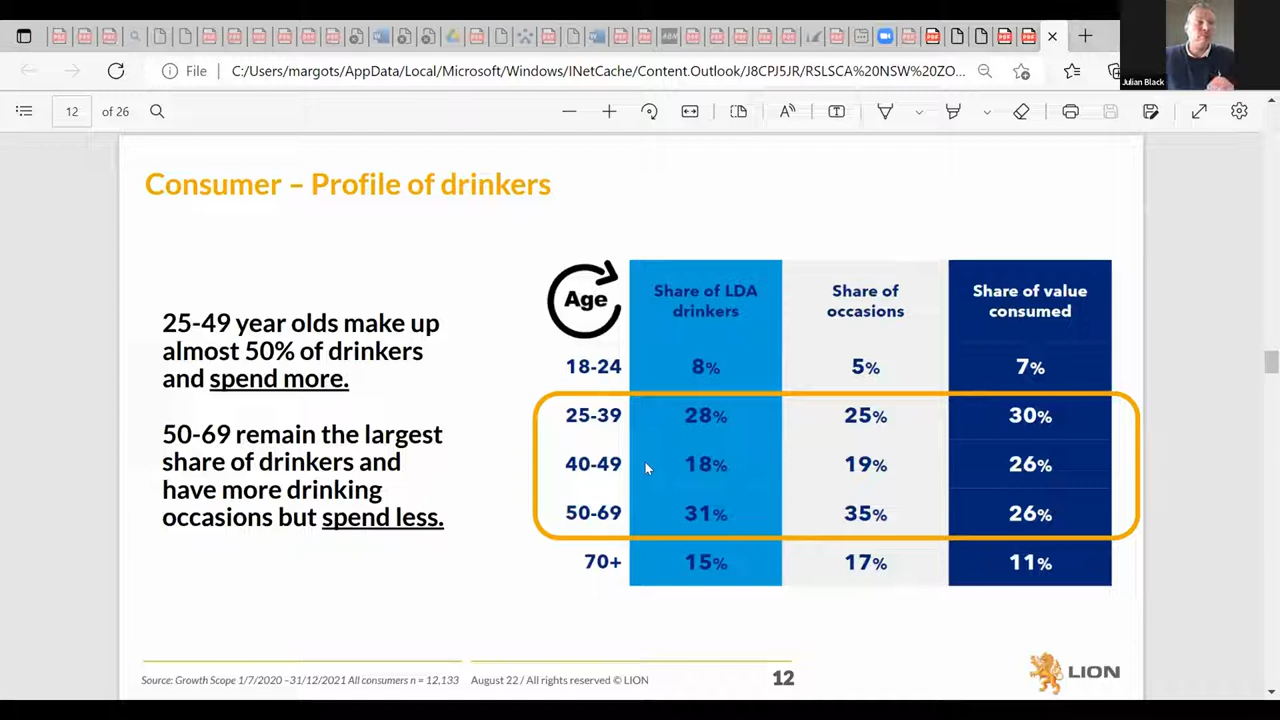 Julian Black
File
C:/Users/margots/AppData/Local/Microsoft/Windows/INetCache/Content.Outlook/J8CPJ5JR/RSLSCA%20NSW%20ZO...
12 of 26
Consumer – Profile of drinkers
25-49 year olds make up
almost 50% of drinkers
and spend more.
50-69 remain the largest
share of drinkers and
have more drinking
occasions but spend less.
Age
Share of LDA
drinkers
Share of
occasions
Share of value
consumed
18-24 8% 5% 7%
25-39 28% 25% 30%
40-49 18% 19% 26%
50-69 31% 35% 26%
70+ 15% 17% 11%
Source: Growth Scope 1/7/2020 –31/12/2021 All consumers n = 12,133
August 22 / All rights reserved © LION
12
LION